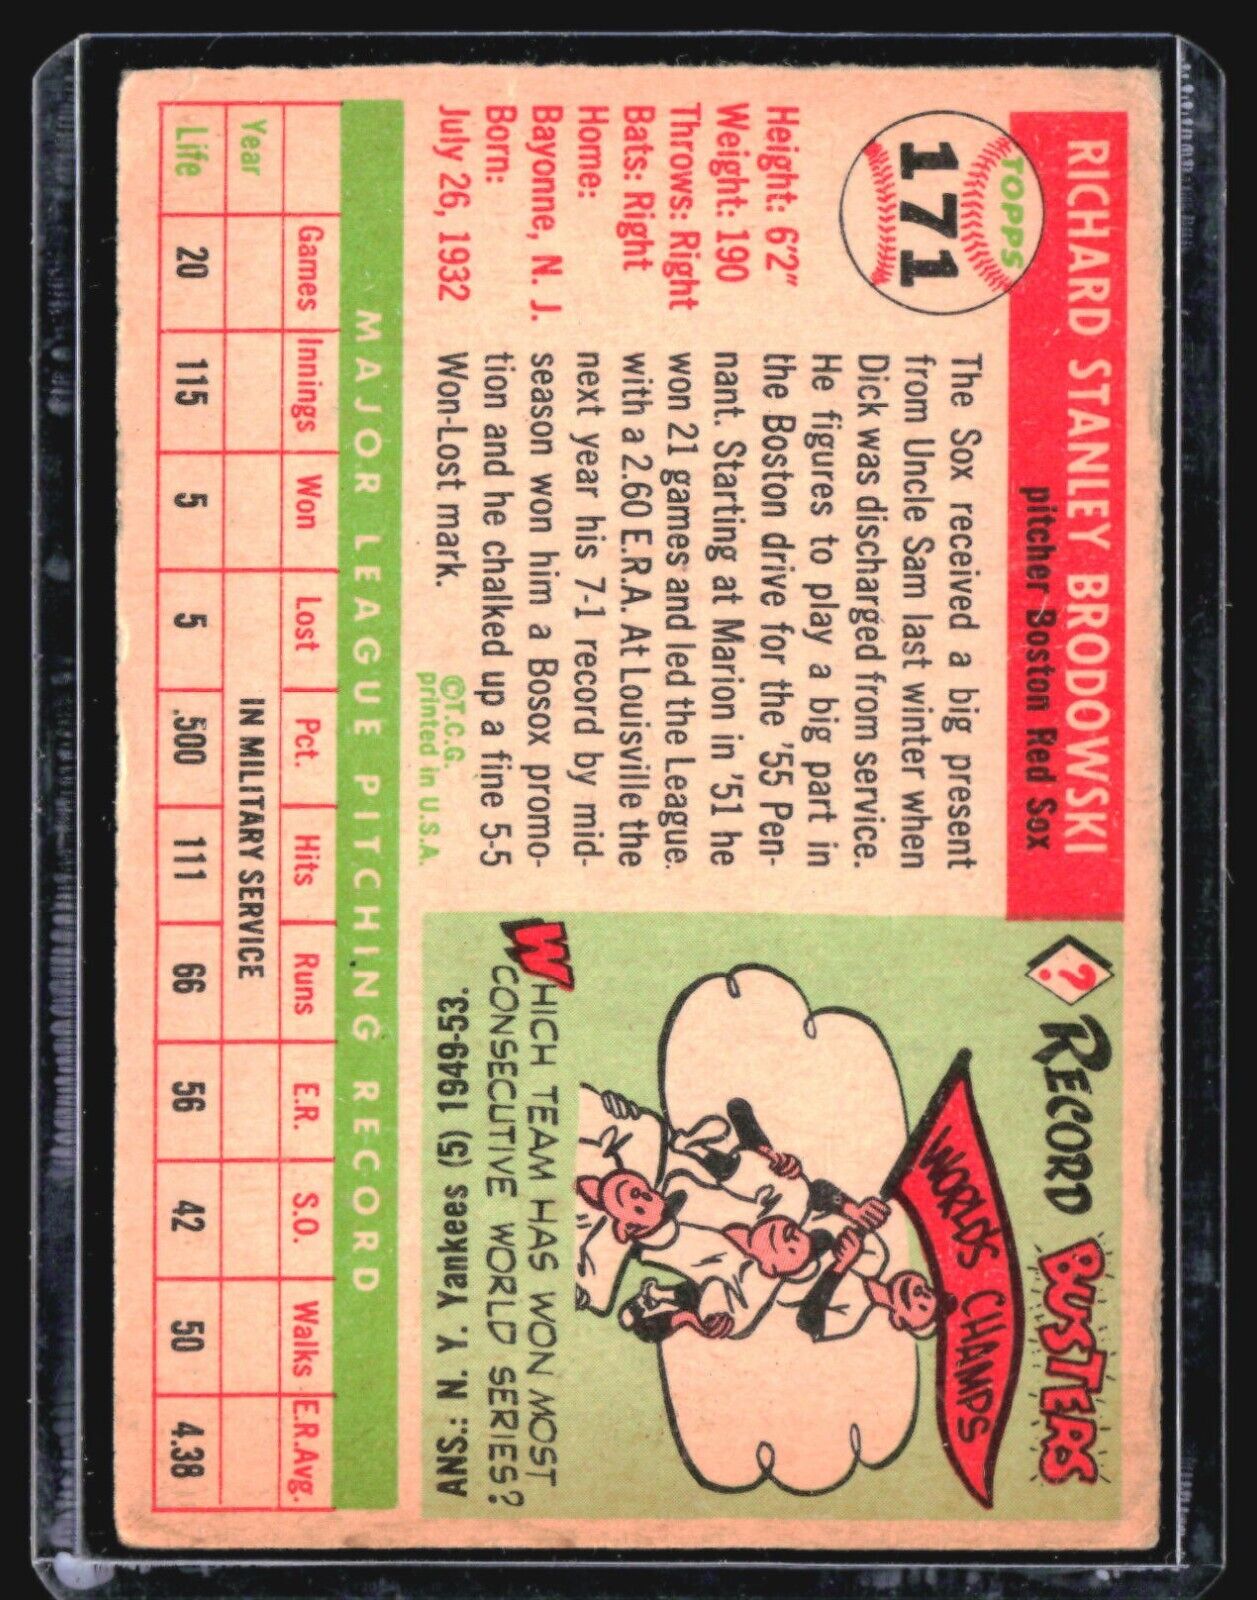 TOPPS
171
RICHARD STANLEY BRODOWSKI
pitcher Boston Red Sox
Height: 6'2"
Weight: 190
Throws: Right
Bats: Right
Home:
Bayonne, N. J.
Born:
July 26, 1932
The Sox received a big present
from Uncle Sam last winter when
Dick was discharged from service.
He figures to play a big part in
the Boston drive for the '55 Pen-
nant. Starting at Marion in '51 he
won 21 games and led the League
with a 2.60 E.R.A. At Louisville the
next year his 7-1 record by mid-
season won him a Bosox promo-
tion and he chalked up a fine 5-5
Won-Lost mark.
©T.C.G.
printed in U.S.A.
? RECORD BUSTERS
WORLD'S CHAMPS
WHICH TEAM HAS WON MOST
CONSECUTIVE WORLD SERIES?
ANS.: N. Y. Yankees (5) 1949-53.
MAJOR LEAGUE PITCHING RECORD
Games Innings Won Lost Pct. Hits Runs E.R. S.O. Walks E.R.Avg.
Year IN MILITARY SERVICE
Life 20 115 5 5 .500 111 66 56 42 50 4.38